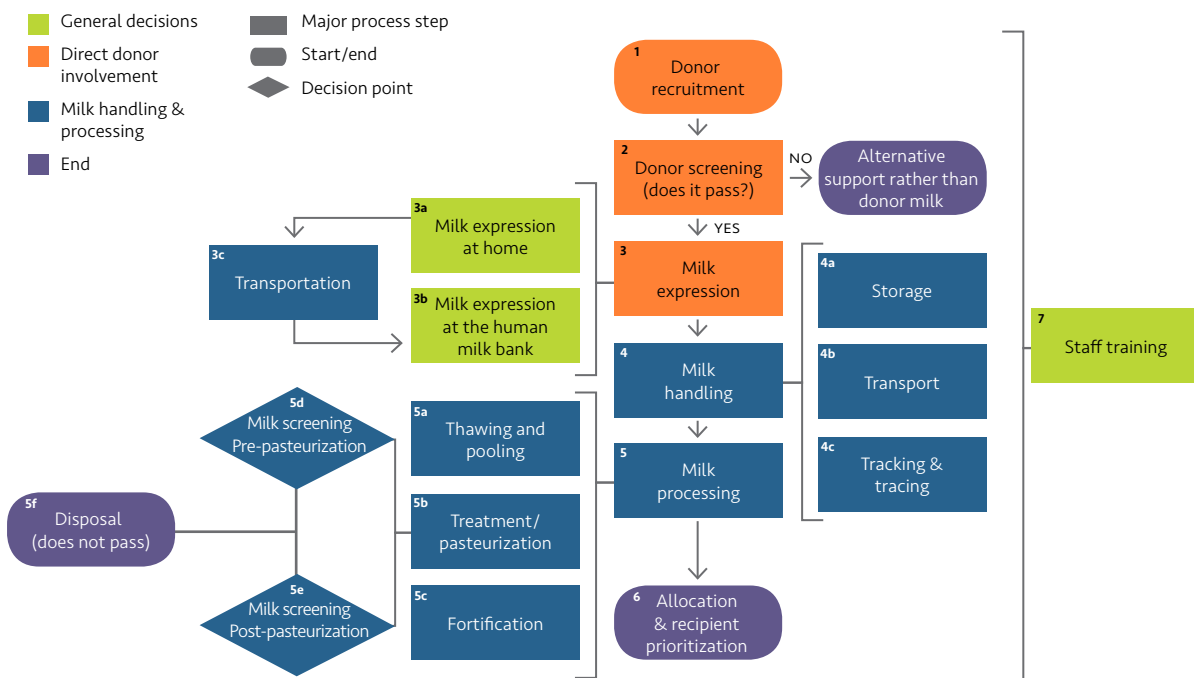 General decisions
Direct donor
involvement
Milk handling &
processing
End
Major process step
Start/end
Decision point
1
Donor
recruitment
2
Donor screening
(does it pass?)
NO
Alternative
support rather than
donor milk
YES
3
Milk
expression
3a
Milk expression
at home
3b
Milk expression
at the human
milk bank
3c
Transportation
4
Milk
handling
4a
Storage
4b
Transport
4c
Tracking &
tracing
5
Milk
processing
5a
Thawing and
pooling
5b
Treatment/
pasteurization
5c
Fortification
5d
Milk screening
Pre-pasteurization
5e
Milk screening
Post-pasteurization
5f
Disposal
(does not pass)
6
Allocation
& recipient
prioritization
7
Staff training